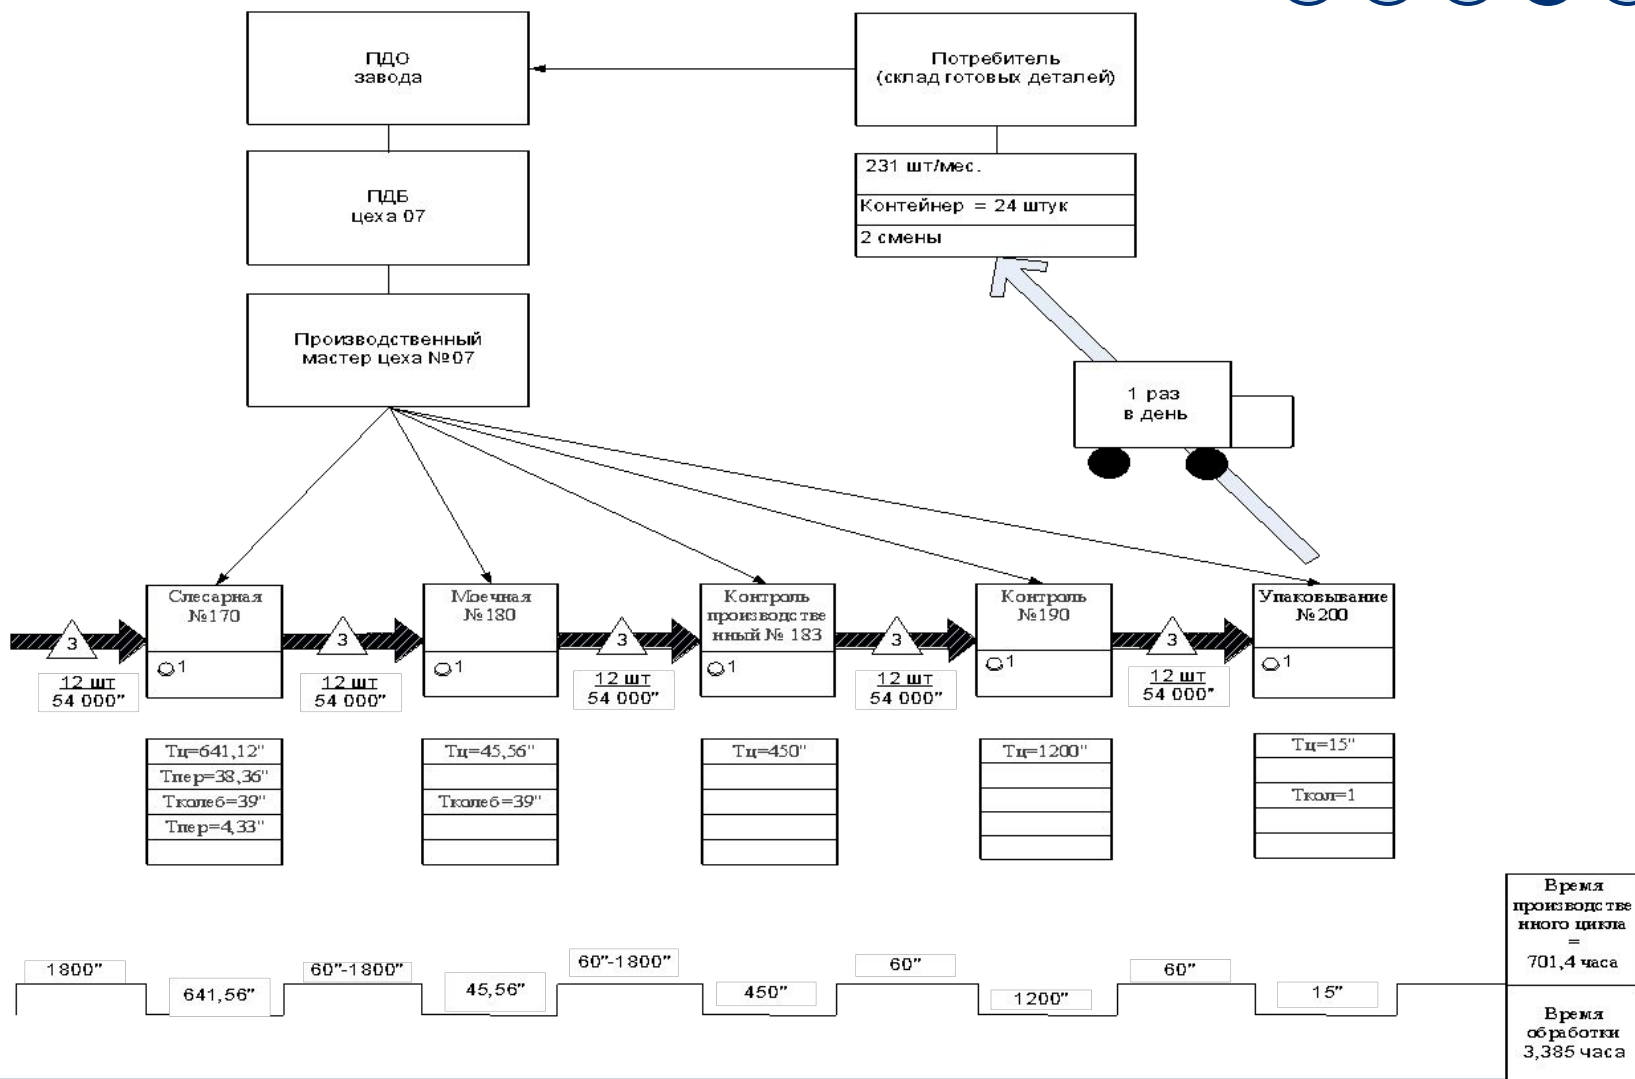 ПДО
завода
Потребитель
(склад готовых деталей)
ПДБ
цеха 07
231 шт/мес.
Контейнер = 24 штук
2 смены
Производственный
мастер цеха №07
1 раз
в день
Слесарная
№170
Моечная
№180
Контроль
производстве
нный № 183
Контроль
№190
Упаковывание
№200
3
3
3
3
3
1
1
1
1
1
12 шт
54 000"
12 шт
54 000"
12 шт
54 000"
12 шт
54 000"
12 шт
54 000"
Тц=641,12"
Тпер=38,36"
Тколеб=39"
Тпер=4,33"
Тц=45,56"
Тколеб=39"
Тц=450"
Тц=1200"
Тц=15"
Ткол=1
1800"
641,56"
60"-1800"
45,56"
60"-1800"
450"
60"
1200"
60"
15"
Время
производстве
нного цикла
=
701,4 часа
Время
обработки
3,385 часа